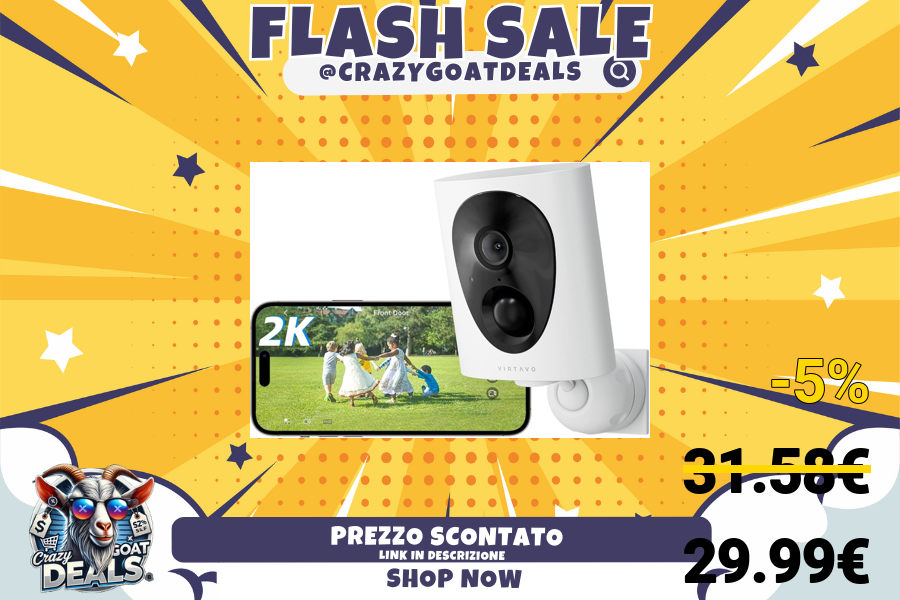 FLASH SALE
@CRAZYGOATDEALS
2K
Front Door
VIRTAVO
-5%
31.58€
29.99€
PREZZO SCONTATO
LINK IN DESCRIZIONE
SHOP NOW
$
52%
Crazy
GOAT
DEALS